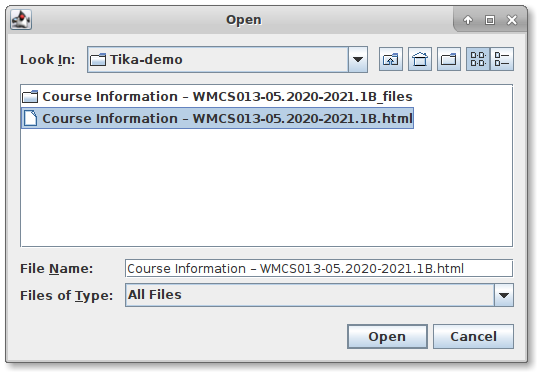 Open
Look In: Tika-demo
Course Information – WMCS013-05.2020-2021.1B_files
Course Information – WMCS013-05.2020-2021.1B.html
File Name: Course Information – WMCS013-05.2020-2021.1B.html
Files of Type: All Files
Open Cancel